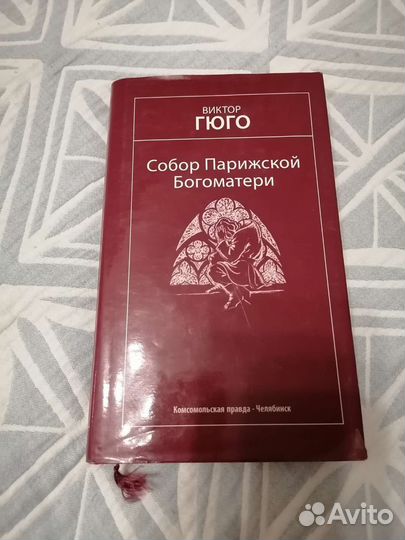 ВИКТОР
ГЮГО
Собор Парижской
Богоматери
Комсомольская правда - Челябинск
Avito